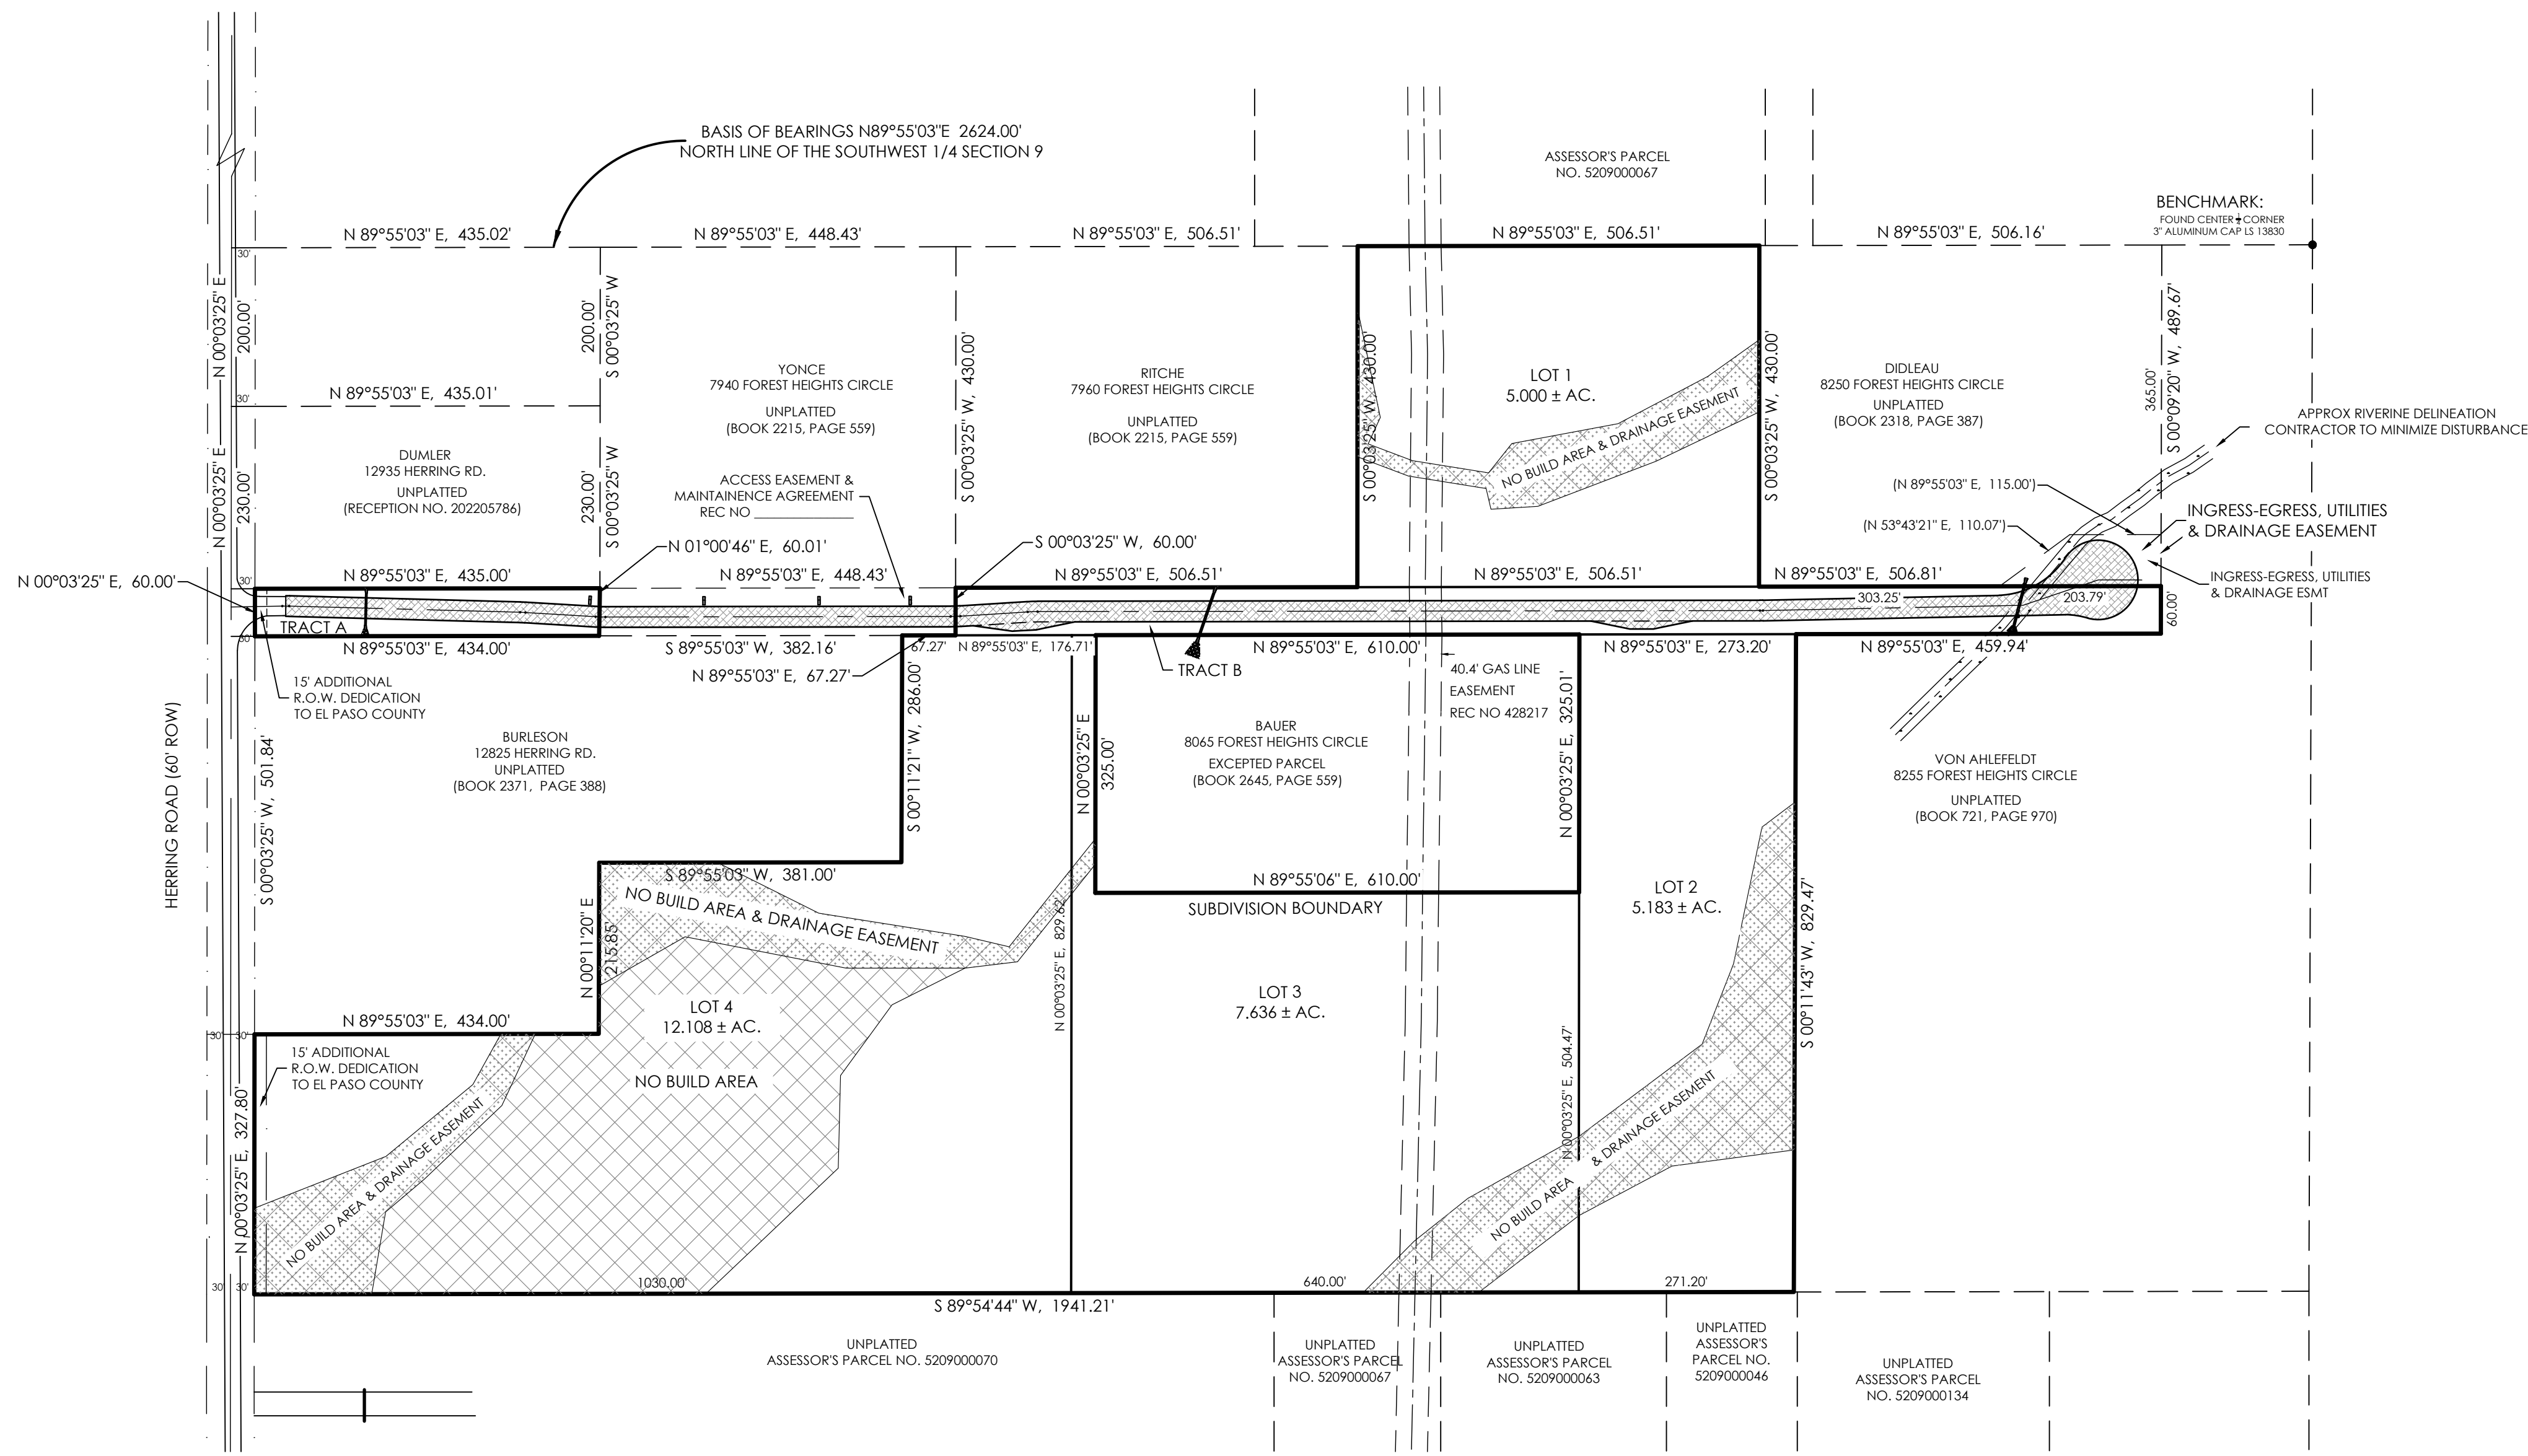 BASIS OF BEARINGS N89°55'03"E 2624.00'
NORTH LINE OF THE SOUTHWEST 1/4 SECTION 9
ASSESSOR'S PARCEL
NO. 5209000067
BENCHMARK:
FOUND CENTER 1/4 CORNER
3" ALUMINUM CAP LS 13830
N 89°55'03" E, 435.02'
N 89°55'03" E, 448.43'
N 89°55'03" E, 506.51'
N 89°55'03" E, 506.51'
N 89°55'03" E, 506.16'
30'
N 00°03'25" E
200.00'
200.00'
S 00°03'25" W
N 89°55'03" E, 435.01'
30'
N 00°03'25" E
230.00'
230.00'
S 00°03'25" W
DUMLER
12935 HERRING RD.
UNPLATTED
(RECEPTION NO. 202205786)
YONCE
7940 FOREST HEIGHTS CIRCLE
UNPLATTED
(BOOK 2215, PAGE 559)
ACCESS EASEMENT &
MAINTAINENCE AGREEMENT
REC NO _______________
S 00°03'25" W, 430.00'
RITCHE
7960 FOREST HEIGHTS CIRCLE
UNPLATTED
(BOOK 2215, PAGE 559)
S 00°03'25" W, 430.00'
LOT 1
5.000 ± AC.
NO BUILD AREA & DRAINAGE EASEMENT
S 00°03'25" W, 430.00'
DIDLEAU
8250 FOREST HEIGHTS CIRCLE
UNPLATTED
(BOOK 2318, PAGE 387)
365.00'
S 00°09'20" W, 489.67'
APPROX RIVERINE DELINEATION
CONTRACTOR TO MINIMIZE DISTURBANCE
(N 89°55'03" E, 115.00')
(N 53°43'21" E, 110.07')
INGRESS-EGRESS, UTILITIES
& DRAINAGE EASEMENT
INGRESS-EGRESS, UTILITIES
& DRAINAGE ESMT
N 01°00'46" E, 60.01'
S 00°03'25" W, 60.00'
N 00°03'25" E, 60.00'
30'
N 89°55'03" E, 435.00'
N 89°55'03" E, 448.43'
N 89°55'03" E, 506.51'
N 89°55'03" E, 506.51'
N 89°55'03" E, 506.81'
303.25'
203.79'
60.00'
TRACT A
30'
N 89°55'03" E, 434.00'
S 89°55'03" W, 382.16'
67.27'
N 89°55'03" E, 176.71'
N 89°55'03" E, 610.00'
N 89°55'03" E, 273.20'
N 89°55'03" E, 459.94'
N 89°55'03" E, 67.27'
TRACT B
15' ADDITIONAL
R.O.W. DEDICATION
TO EL PASO COUNTY
40.4' GAS LINE
EASEMENT
REC NO 428217
HERRING ROAD (60' ROW)
S 00°03'25" W, 501.84'
BURLESON
12825 HERRING RD.
UNPLATTED
(BOOK 2371, PAGE 388)
S 00°11'21" W, 286.00'
N 00°03'25" E
325.00'
BAUER
8065 FOREST HEIGHTS CIRCLE
EXCEPTED PARCEL
(BOOK 2645, PAGE 559)
N 00°03'25" E, 325.01'
VON AHLEFELDT
8255 FOREST HEIGHTS CIRCLE
UNPLATTED
(BOOK 721, PAGE 970)
S 89°55'03" W, 381.00'
NO BUILD AREA & DRAINAGE EASEMENT
N 89°55'06" E, 610.00'
SUBDIVISION BOUNDARY
LOT 2
5.183 ± AC.
N 00°11'20" E
215.85'
N 00°03'25" E, 829.62'
S 00°11'43" W, 829.47'
LOT 4
12.108 ± AC.
LOT 3
7.636 ± AC.
30'
30'
N 89°55'03" E, 434.00'
15' ADDITIONAL
R.O.W. DEDICATION
TO EL PASO COUNTY
NO BUILD AREA
N 00°03'25" E, 504.47'
N 00°03'25" E, 327.80'
NO BUILD AREA & DRAINAGE EASEMENT
NO BUILD AREA & DRAINAGE EASEMENT
30'
30'
1030.00'
640.00'
271.20'
S 89°54'44" W, 1941.21'
UNPLATTED
ASSESSOR'S PARCEL NO. 5209000070
UNPLATTED
ASSESSOR'S PARCEL
NO. 5209000067
UNPLATTED
ASSESSOR'S PARCEL
NO. 5209000063
UNPLATTED
ASSESSOR'S
PARCEL NO.
5209000046
UNPLATTED
ASSESSOR'S PARCEL
NO. 5209000134